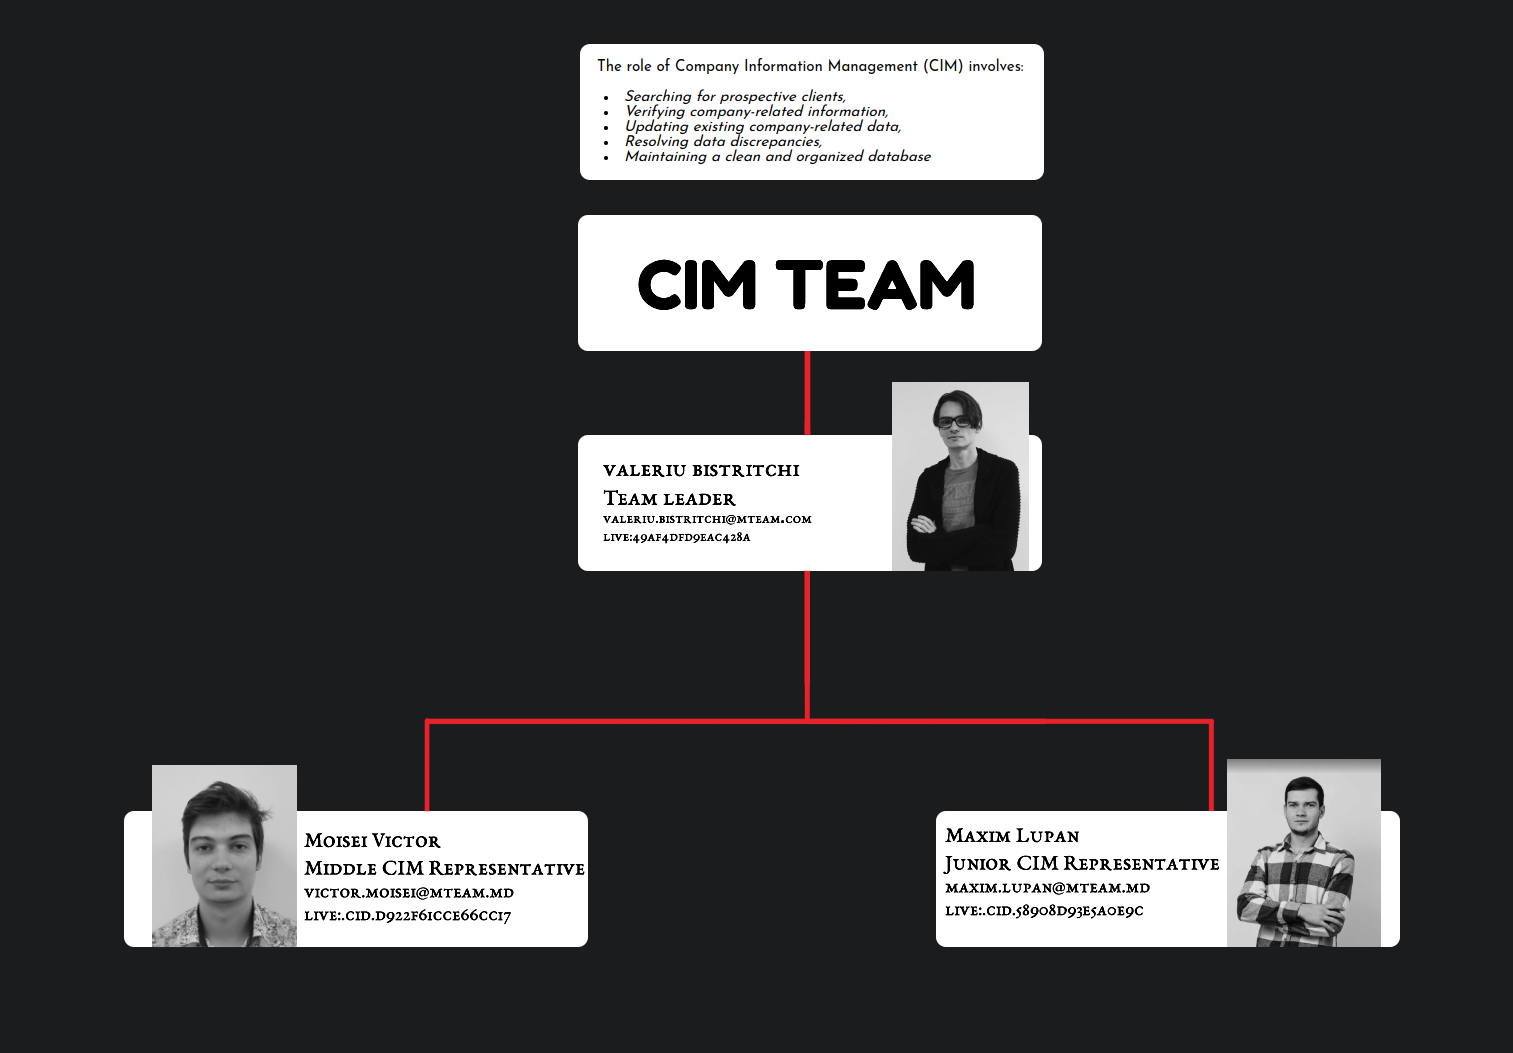 The role of Company Information Management (CIM) involves:
• Searching for prospective clients,
• Verifying company-related information,
• Updating existing company-related data,
• Resolving data discrepancies,
• Maintaining a clean and organized database
CIM TEAM
valeriu bistritchi
Team leader
valeriu.bistritchi@mteam.com
live:49af4dfd9eac428a
Moisei Victor
Middle CIM Representative
victor.moisei@mteam.md
live:.cid.d922f61cce66cc17
Maxim Lupan
Junior CIM Representative
maxim.lupan@mteam.md
live:.cid.58908d93e5a0e9c